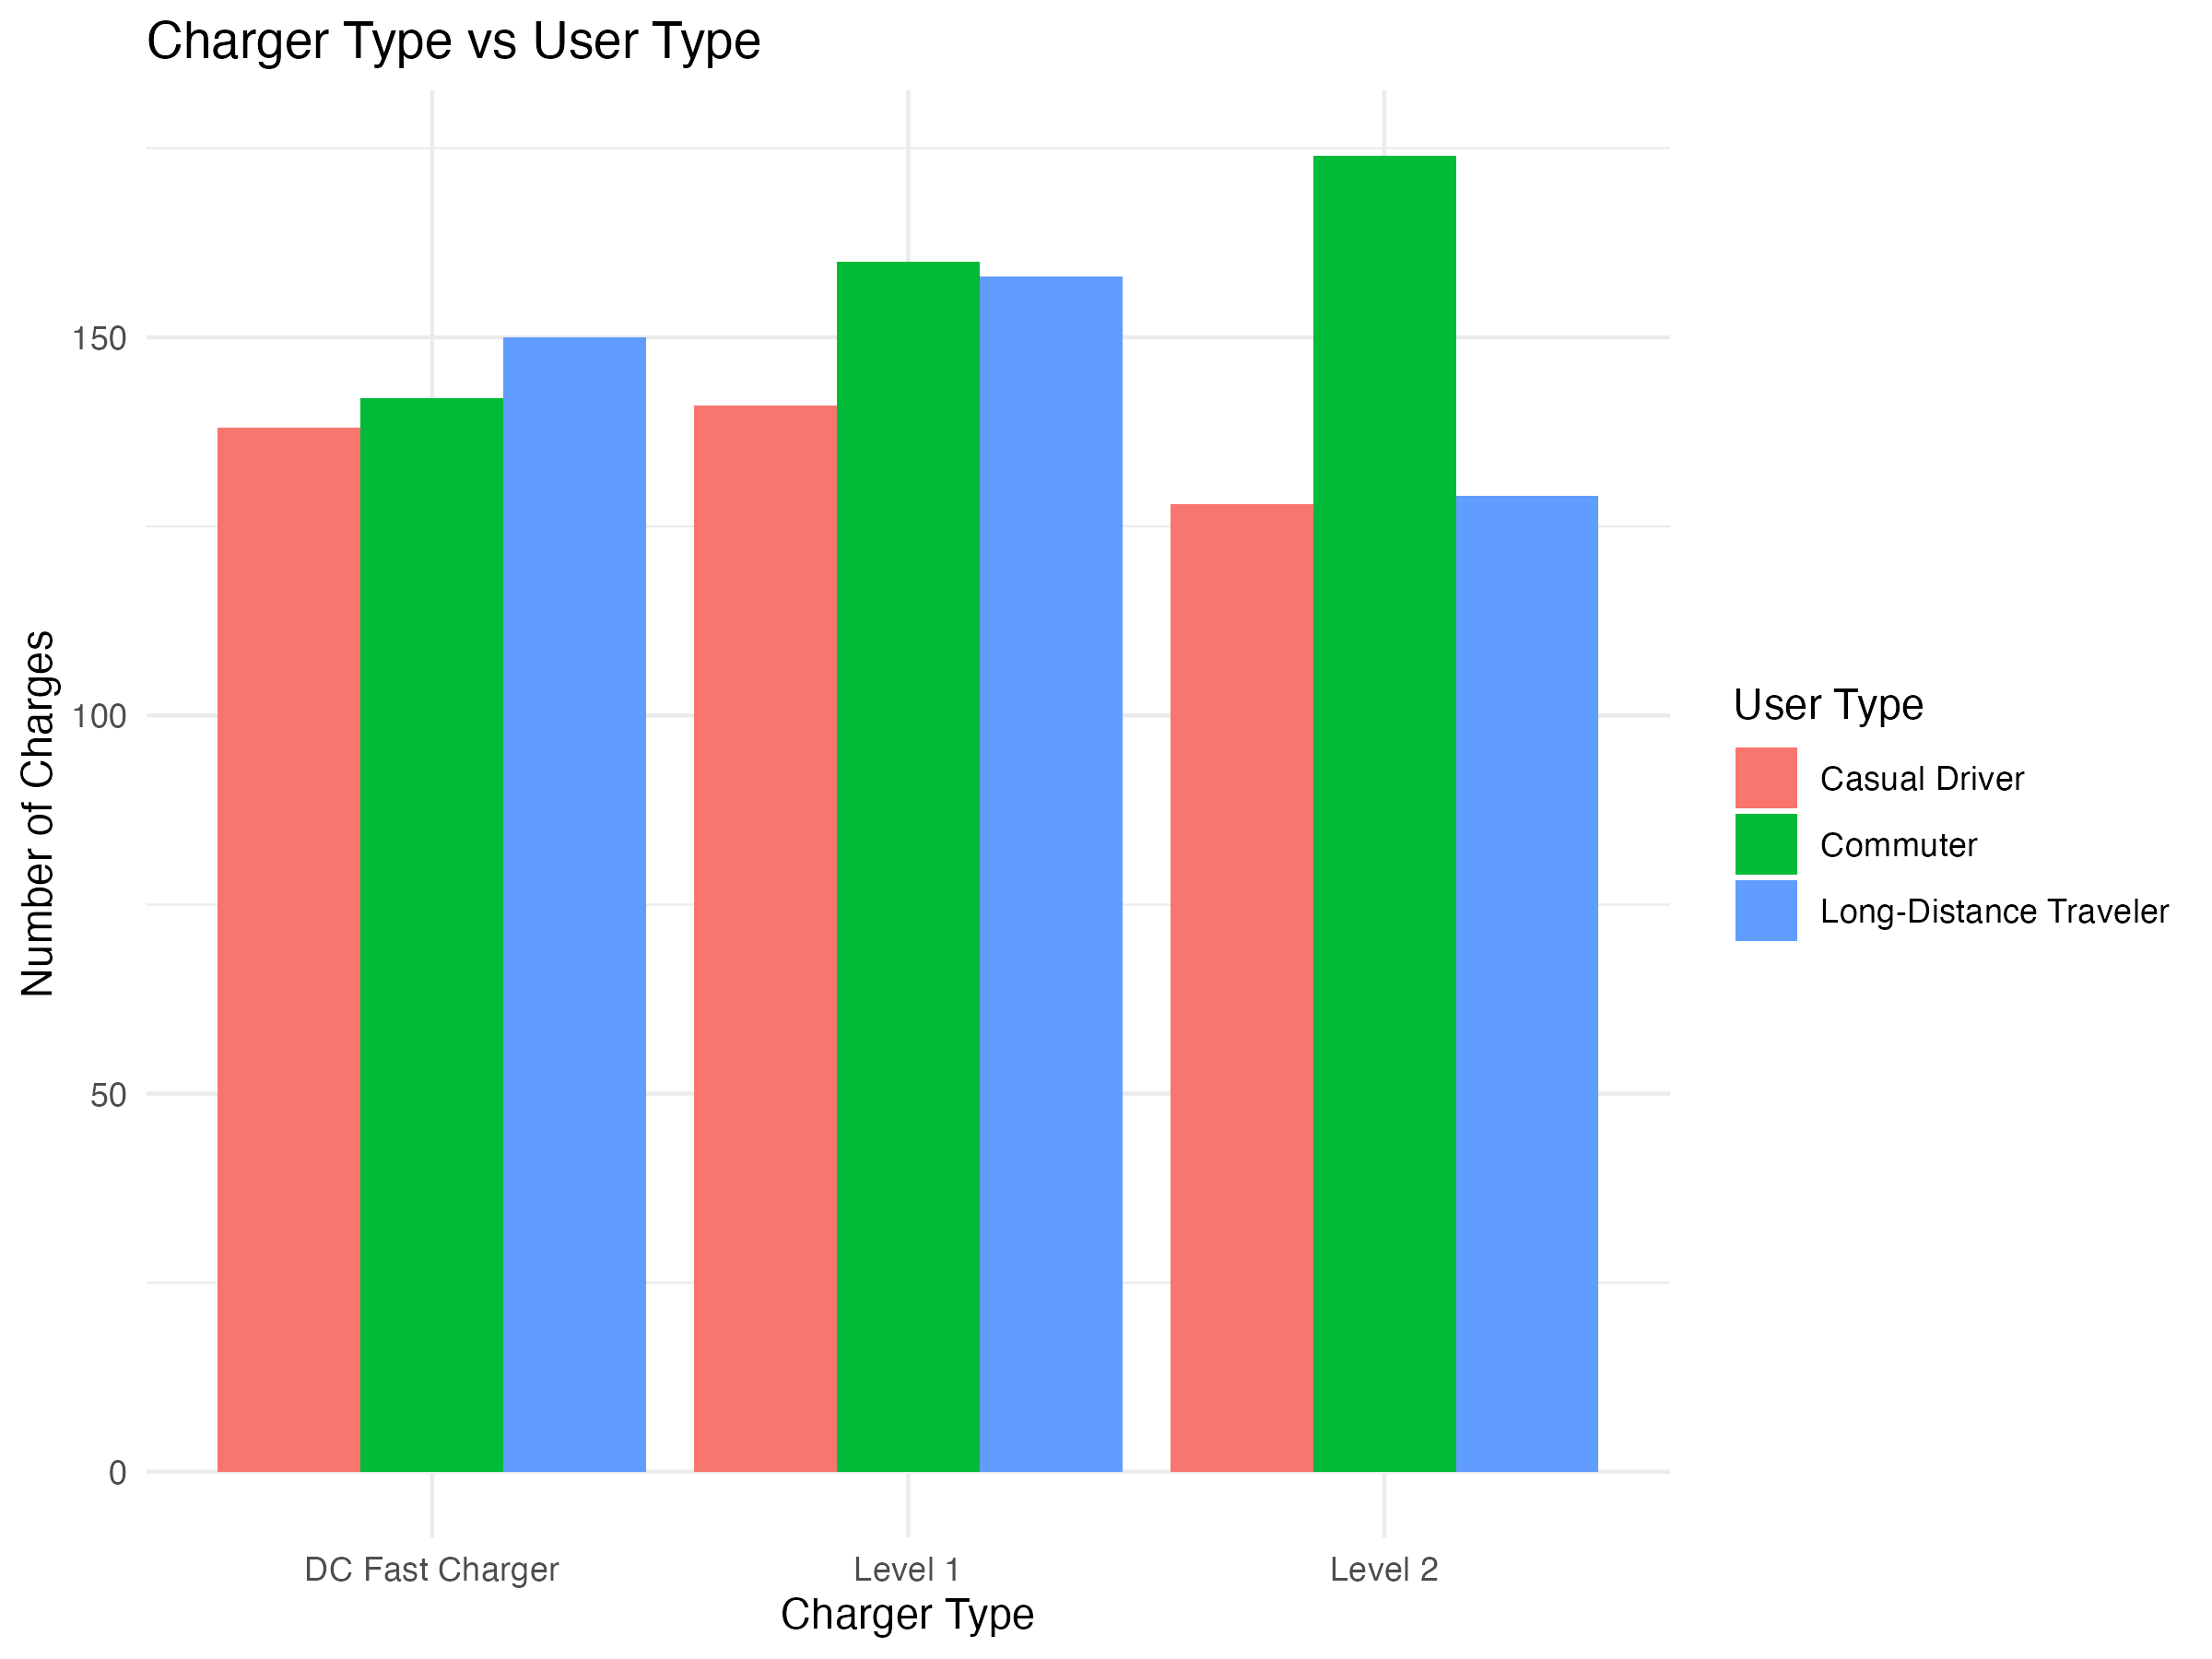 Charger Type vs User Type
Number of Charges
150
100
50
0
DC Fast Charger
Level 1
Level 2
Charger Type
User Type
Casual Driver
Commuter
Long-Distance Traveler